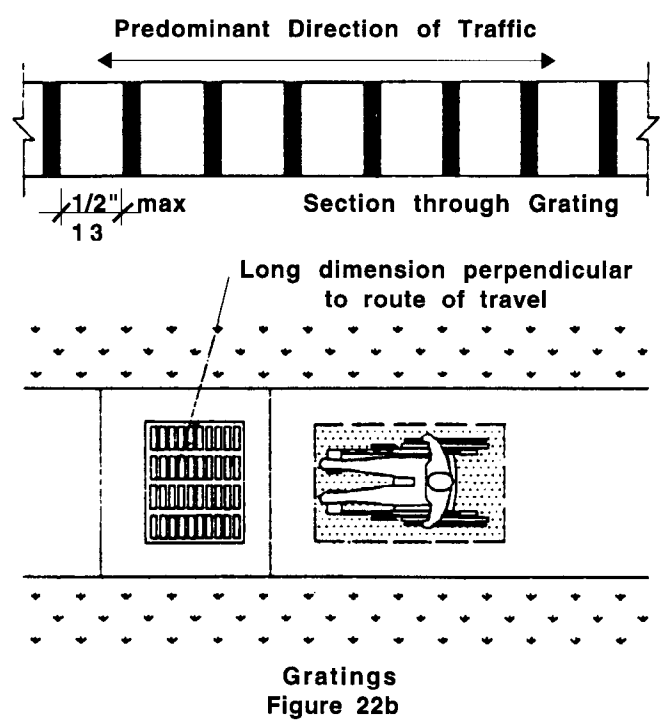 Predominant Direction of Traffic
1/2" max
13
Section through Grating
Long dimension perpendicular
to route of travel
Gratings
Figure 22b